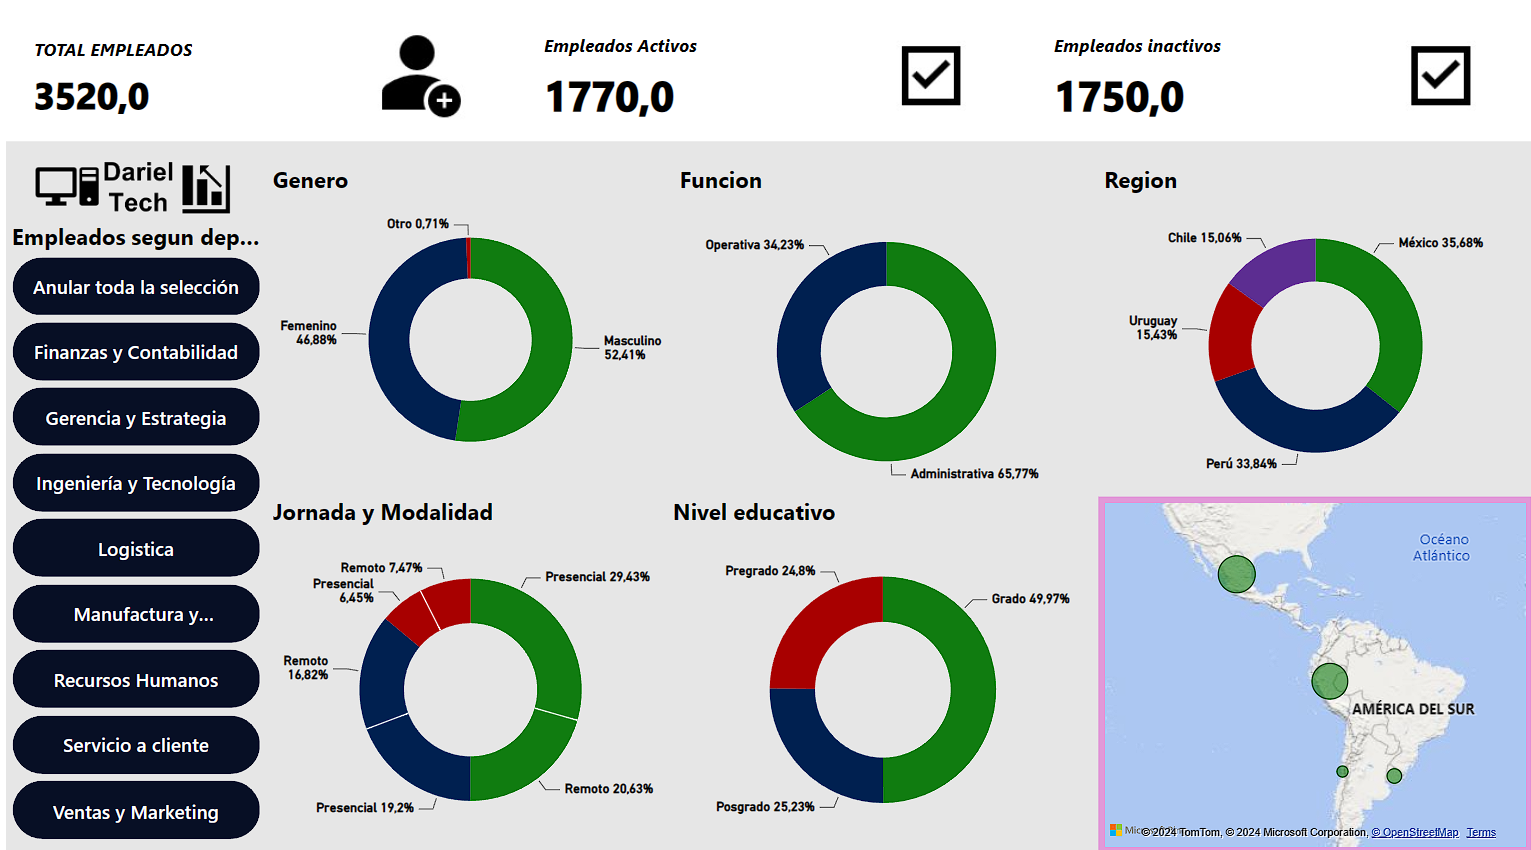 TOTAL EMPLEADOS
3520,0
Empleados Activos
1770,0
Empleados inactivos
1750,0
Dariel
Tech
Empleados segun dep...
Anular toda la selección
Finanzas y Contabilidad
Gerencia y Estrategia
Ingeniería y Tecnología
Logistica
Manufactura y...
Recursos Humanos
Servicio a cliente
Ventas y Marketing
Genero
Otro 0,71%
Femenino
46,88%
Masculino
52,41%
Funcion
Operativa 34,23%
Administrativa 65,77%
Region
Chile 15,06%
México 35,68%
Uruguay
15,43%
Perú 33,84%
Jornada y Modalidad
Remoto 7,47%
Presencial
6,45%
Presencial 29,43%
Remoto
16,82%
Remoto 20,63%
Presencial 19,2%
Nivel educativo
Pregrado 24,8%
Grado 49,97%
Posgrado 25,23%
Océano
Atlántico
AMÉRICA DEL SUR
© 2024 TomTom, © 2024 Microsoft Corporation, © OpenStreetMap Terms